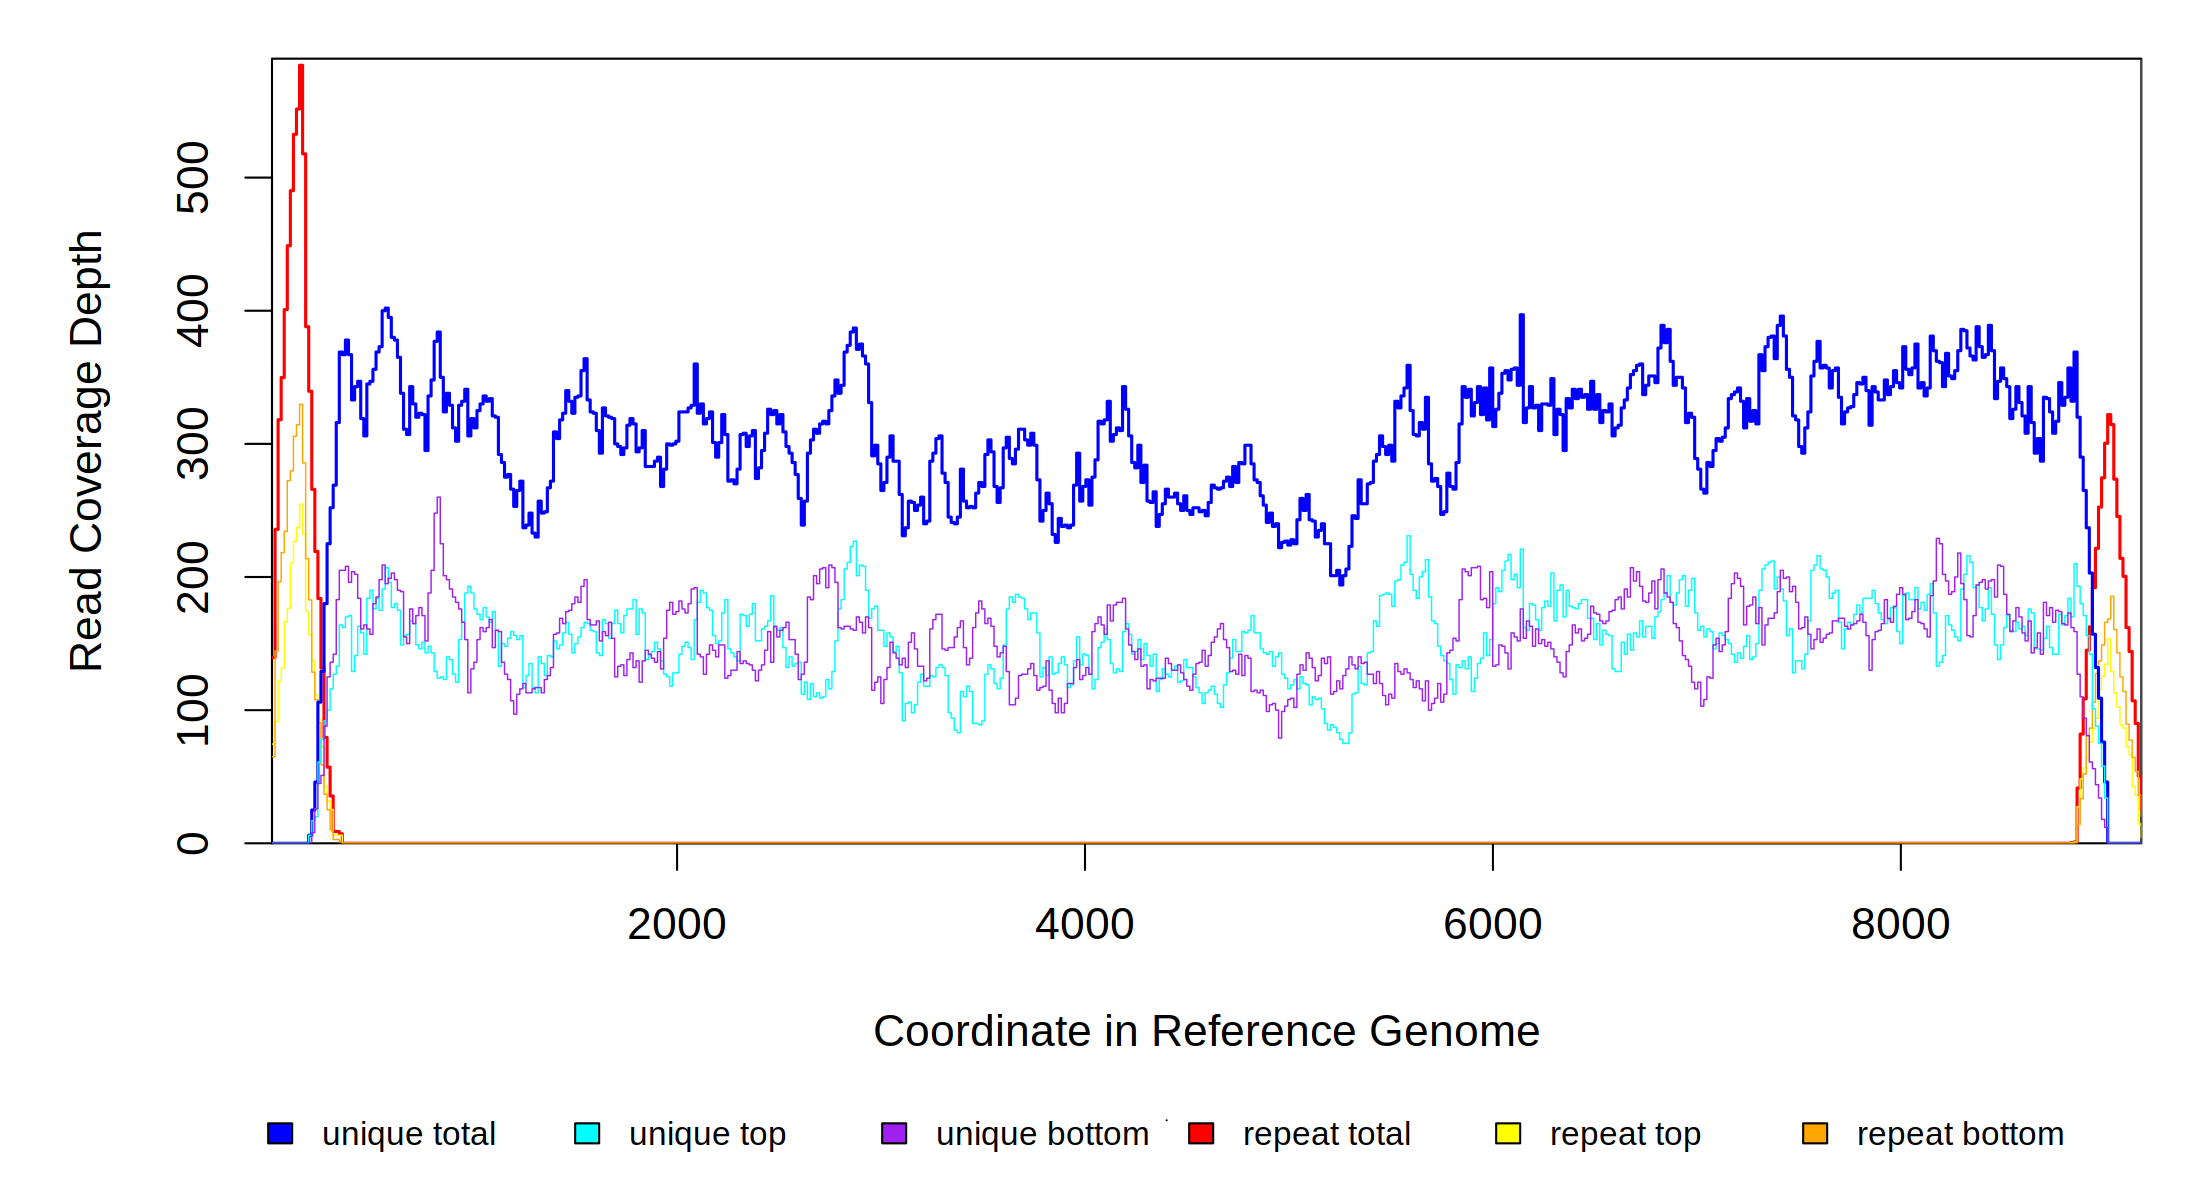 Read Coverage Depth
500
400
300
200
100
0
2000 4000 6000 8000
Coordinate in Reference Genome
unique total unique top unique bottom repeat total repeat top repeat bottom